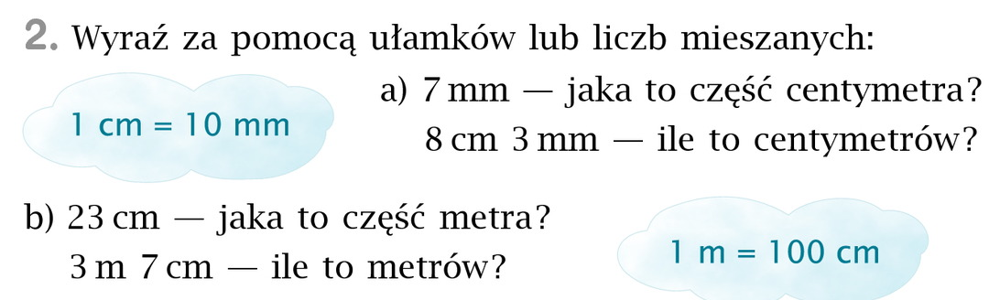 2. Wyraź za pomocą ułamków lub liczb mieszanych:
1 cm = 10 mm
a) 7 mm — jaka to część centymetra?
8 cm 3 mm — ile to centymetrów?
b) 23 cm — jaka to część metra?
3 m 7 cm — ile to metrów?
1 m = 100 cm